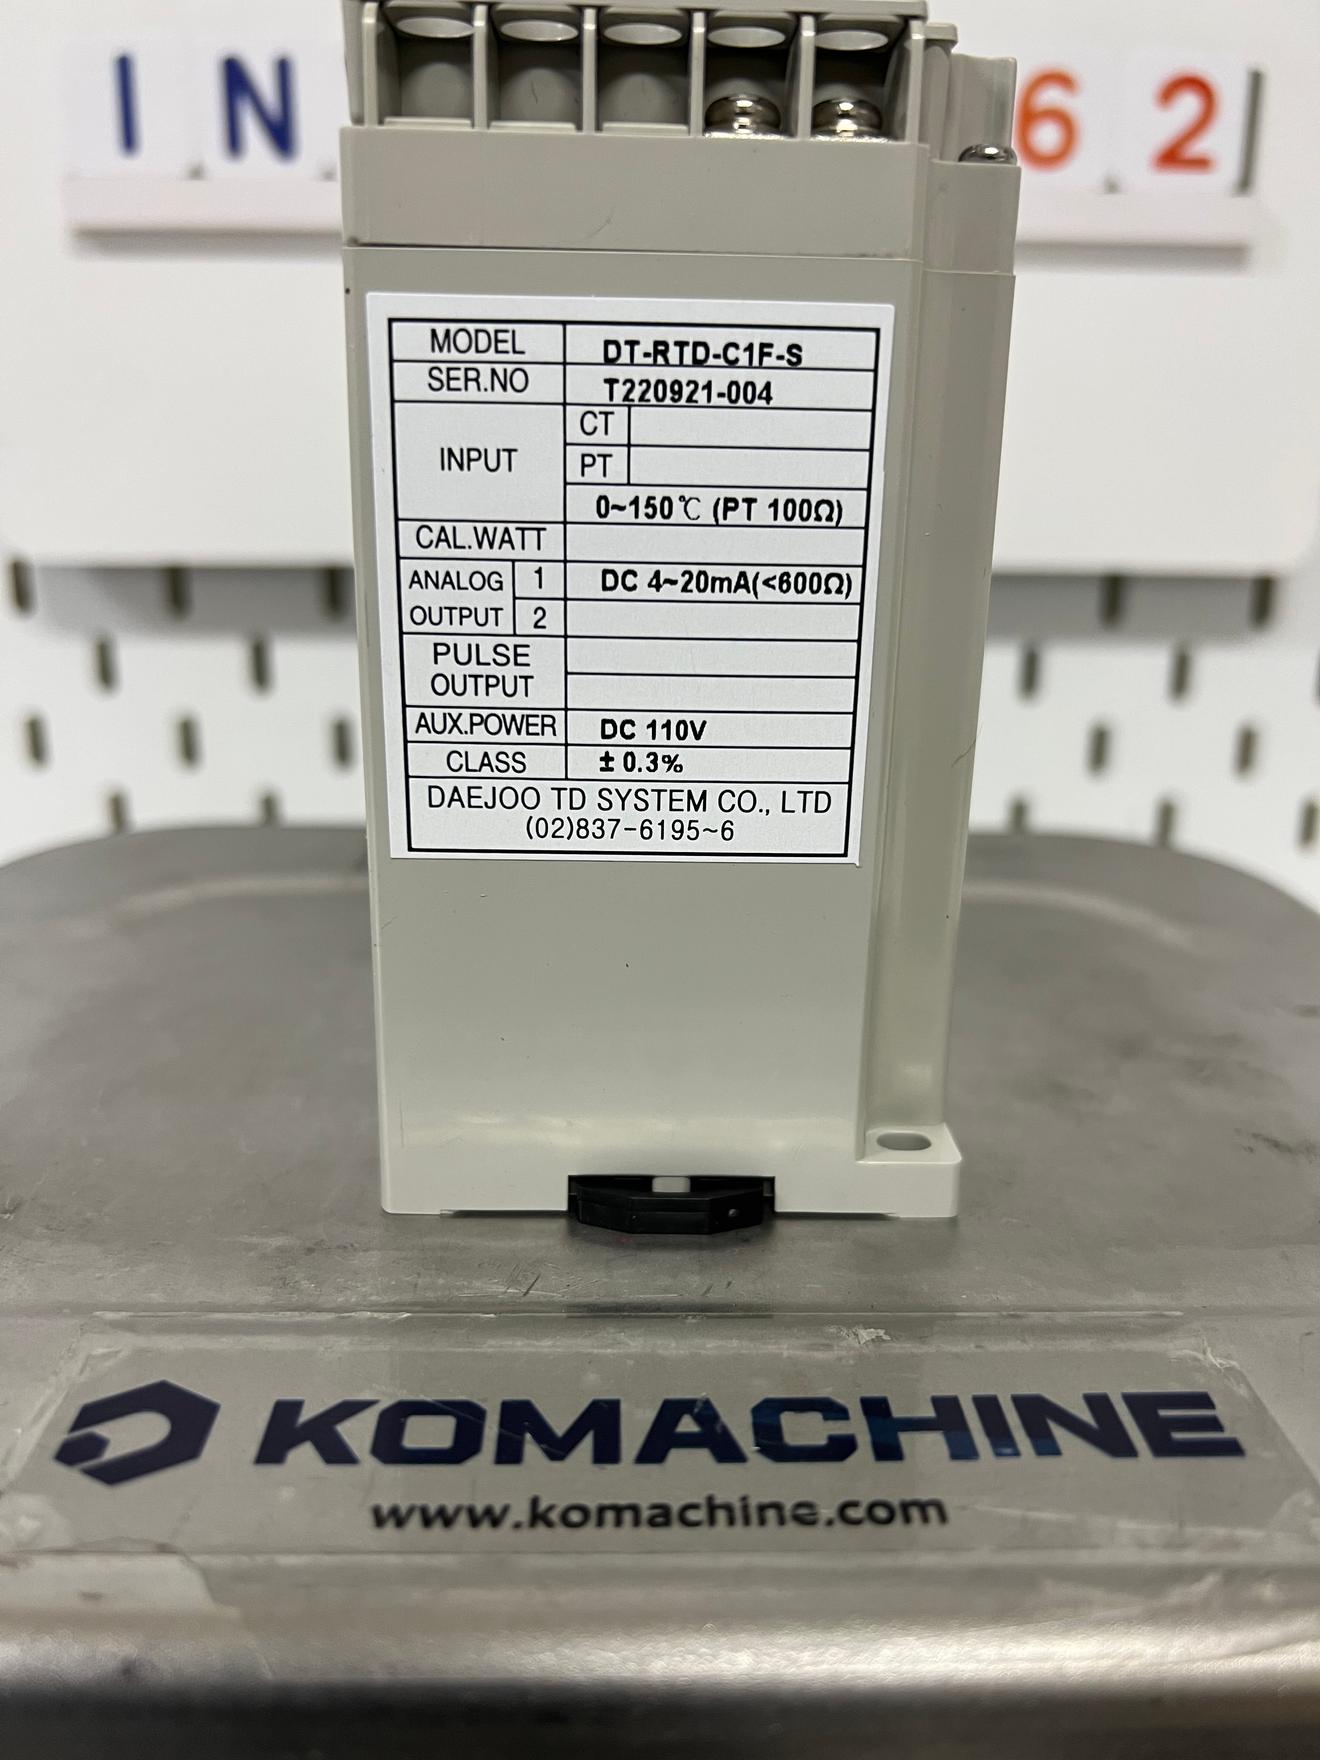 IN 62
MODEL DT-RTD-C1F-S
SER.NO T220921-004
INPUT CT
PT
0~150℃ (PT 100Ω)
CAL.WATT
ANALOG OUTPUT 1 DC 4~20mA(<600Ω)
2
PULSE OUTPUT
AUX.POWER DC 110V
CLASS ± 0.3%
DAEJOO TD SYSTEM CO., LTD
(02)837-6195~6
KOMACHINE
www.komachine.com